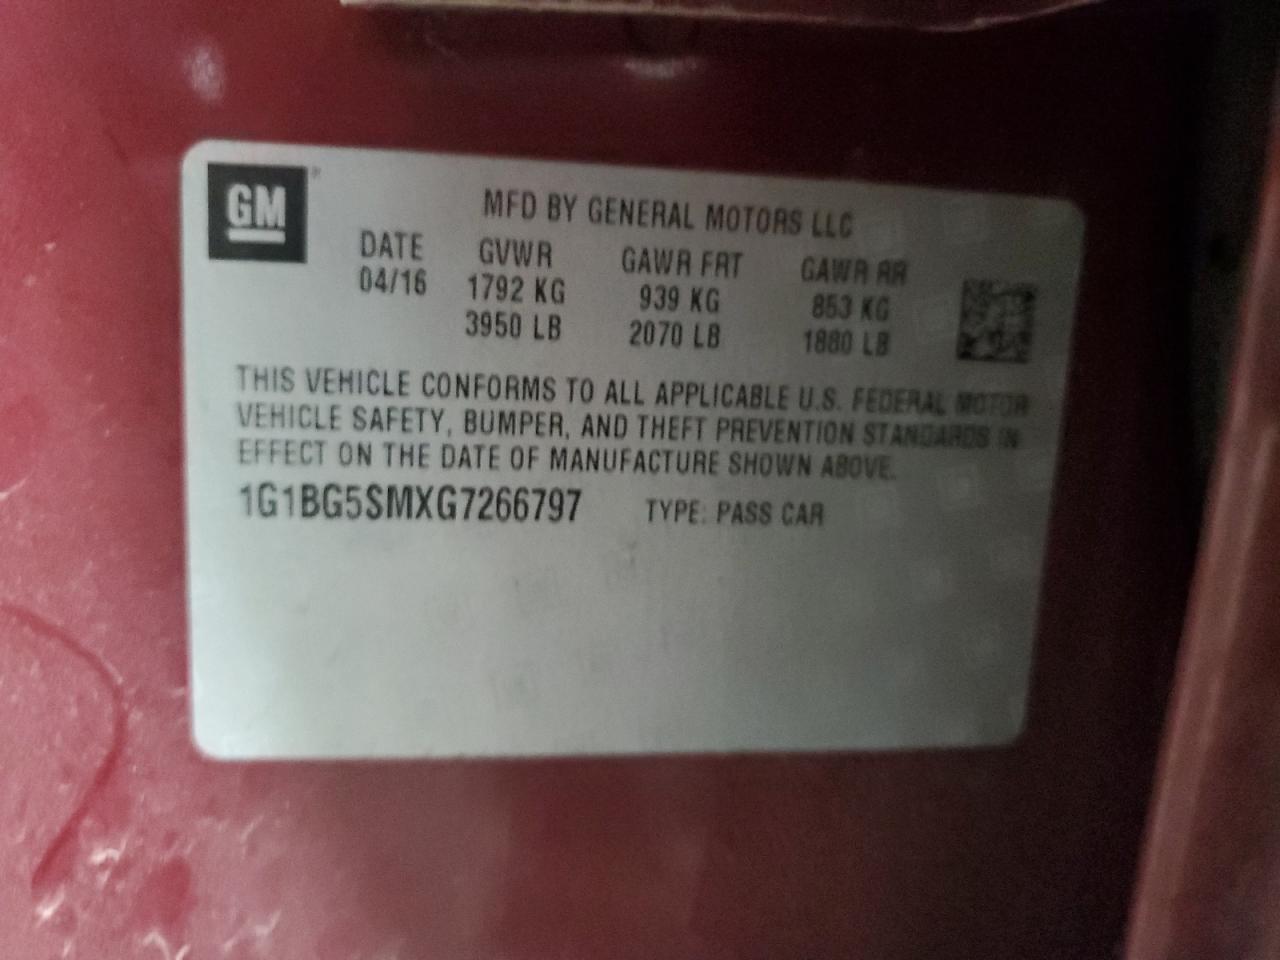 GM
MFD BY GENERAL MOTORS LLC
DATE GVWR GAWR FRT GAWR RR
04/16 1792 KG 939 KG 853 KG
3950 LB 2070 LB 1880 LB
THIS VEHICLE CONFORMS TO ALL APPLICABLE U.S. FEDERAL MOTOR
VEHICLE SAFETY, BUMPER, AND THEFT PREVENTION STANDARDS IN
EFFECT ON THE DATE OF MANUFACTURE SHOWN ABOVE.
1G1BG5SMXG7266797 TYPE: PASS CAR